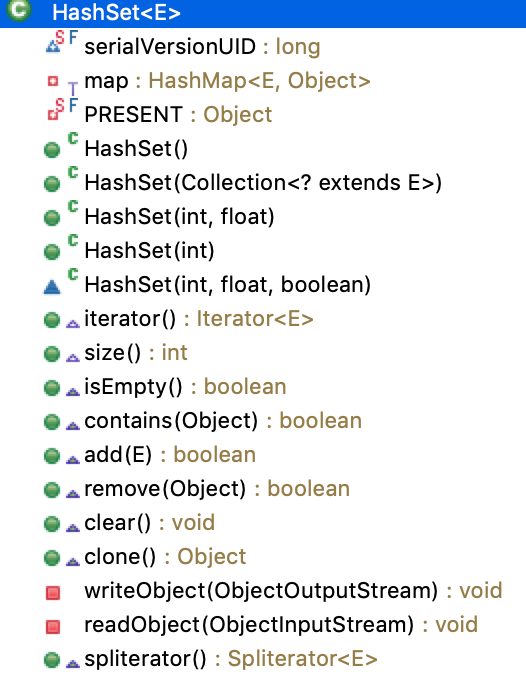 HashSet<E>
serialVersionUID : long
map : HashMap<E, Object>
PRESENT : Object
HashSet()
HashSet(Collection<? extends E>)
HashSet(int, float)
HashSet(int)
HashSet(int, float, boolean)
iterator() : Iterator<E>
size() : int
isEmpty() : boolean
contains(Object) : boolean
add(E) : boolean
remove(Object) : boolean
clear() : void
clone() : Object
writeObject(ObjectOutputStream) : void
readObject(ObjectInputStream) : void
spliterator() : Spliterator<E>